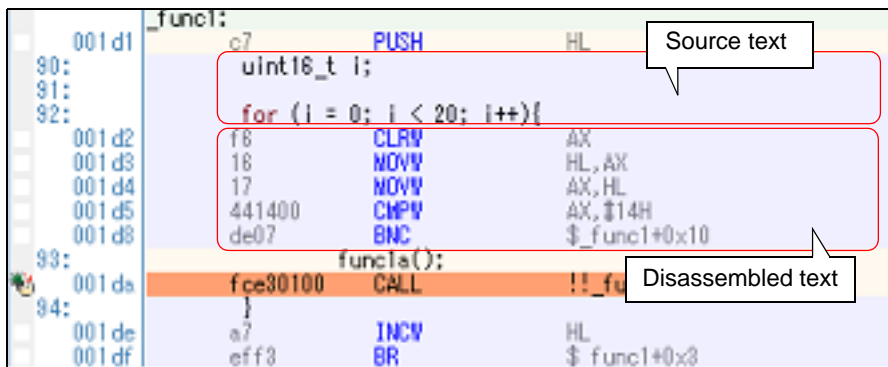 _func1:
001d1 c7 PUSH HL
90: uint16_t i;
91:
92: for (i = 0; i < 20; i++){
001d2 f6 CLRW AX
001d3 16 MOVW HL,AX
001d4 17 MOVW AX,HL
001d5 441400 CMPW AX,$14H
001d8 de07 BNC $_func1+0x10
93: func1a();
001da fce30100 CALL !!_fu
94: }
001de a7 INCW HL
001df eff3 BR $_func1+0x3
Source text
Disassembled text